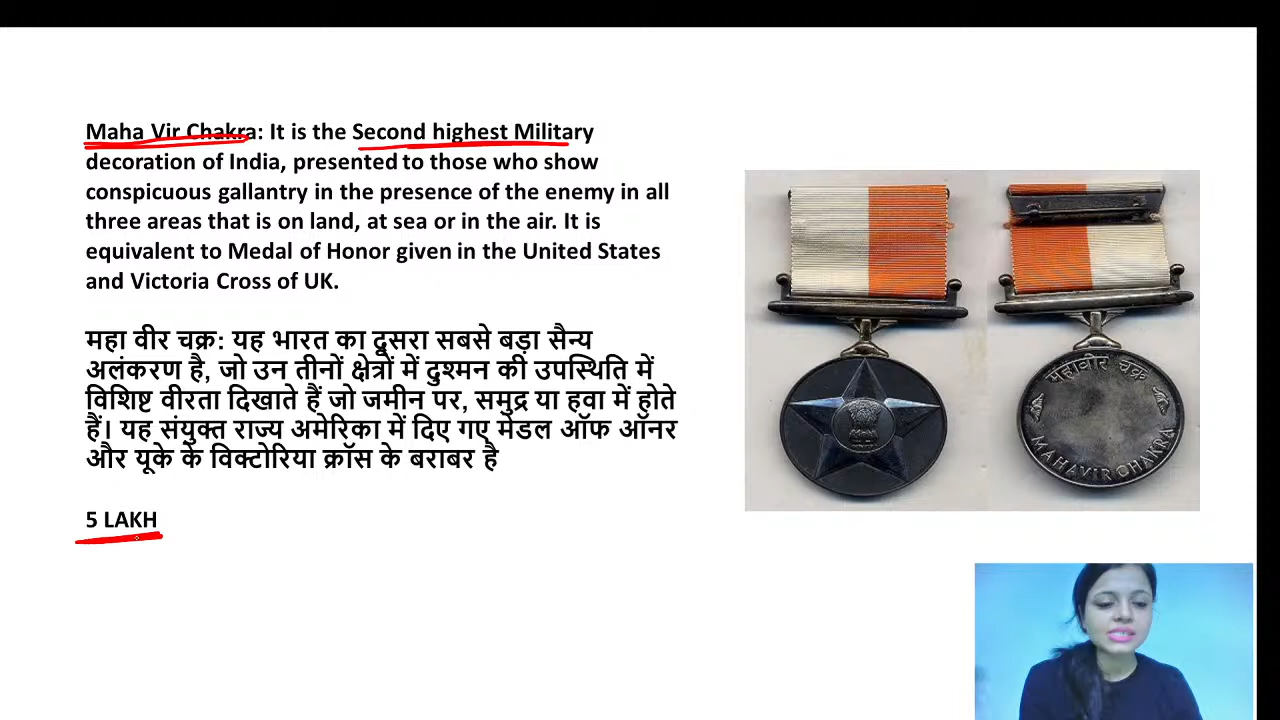 Maha Vir Chakra: It is the Second highest Military
decoration of India, presented to those who show
conspicuous gallantry in the presence of the enemy in all
three areas that is on land, at sea or in the air. It is
equivalent to Medal of Honor given in the United States
and Victoria Cross of UK.
महा वीर चक्र: यह भारत का दूसरा सबसे बड़ा सैन्य
अलंकरण है, जो उन तीनों क्षेत्रों में दुश्मन की उपस्थिति में
विशिष्ट वीरता दिखाते हैं जो जमीन पर, समुद्र या हवा में होते
हैं। यह संयुक्त राज्य अमेरिका में दिए गए मेडल ऑफ ऑनर
और यूके के विक्टोरिया क्रॉस के बराबर है
5 LAKH
महावीर चक्र
MAHAVIR CHAKRA